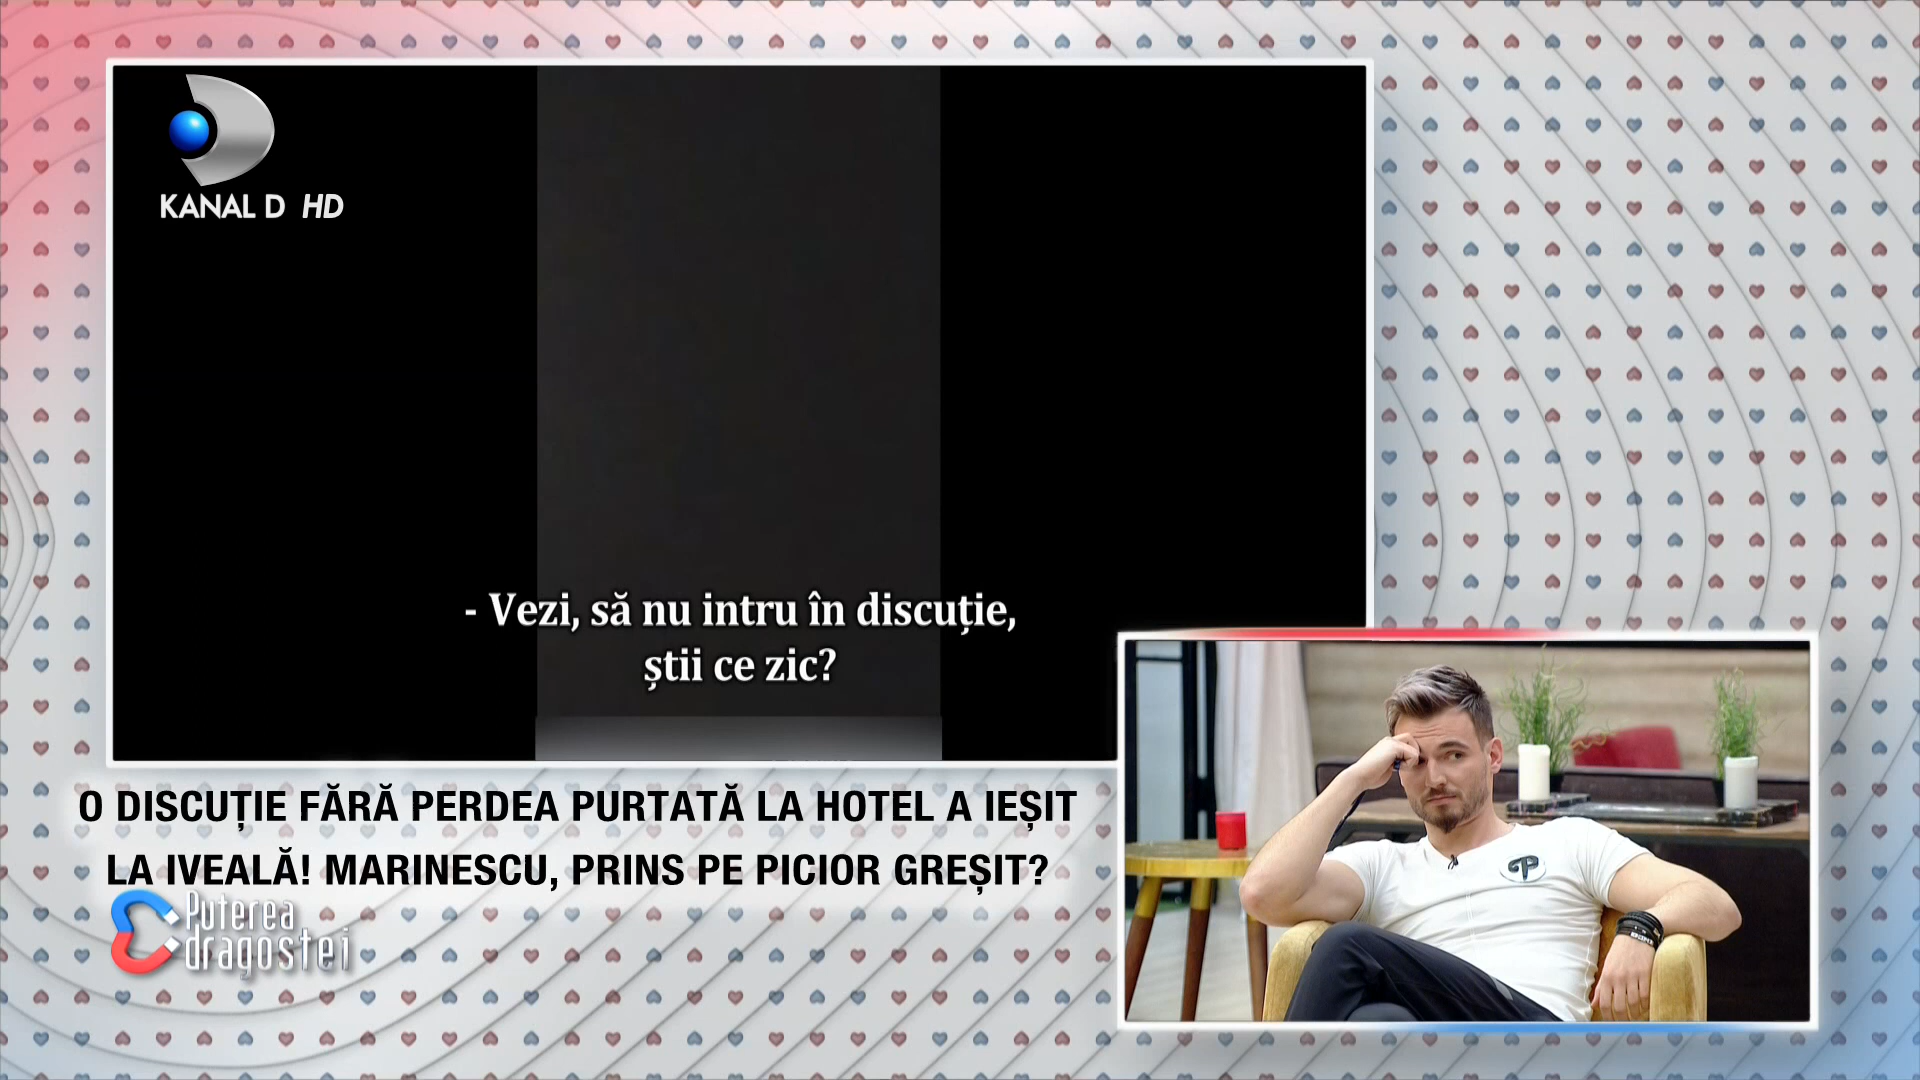 KANAL D HD
- Vezi, să nu intru în discuție,
știi ce zic?
O DISCUȚIE FĂRĂ PERDEA PURTATĂ LA HOTEL A IEȘIT
LA IVEALĂ! MARINESCU, PRINS PE PICIOR GREȘIT?
Puterea
dragostei